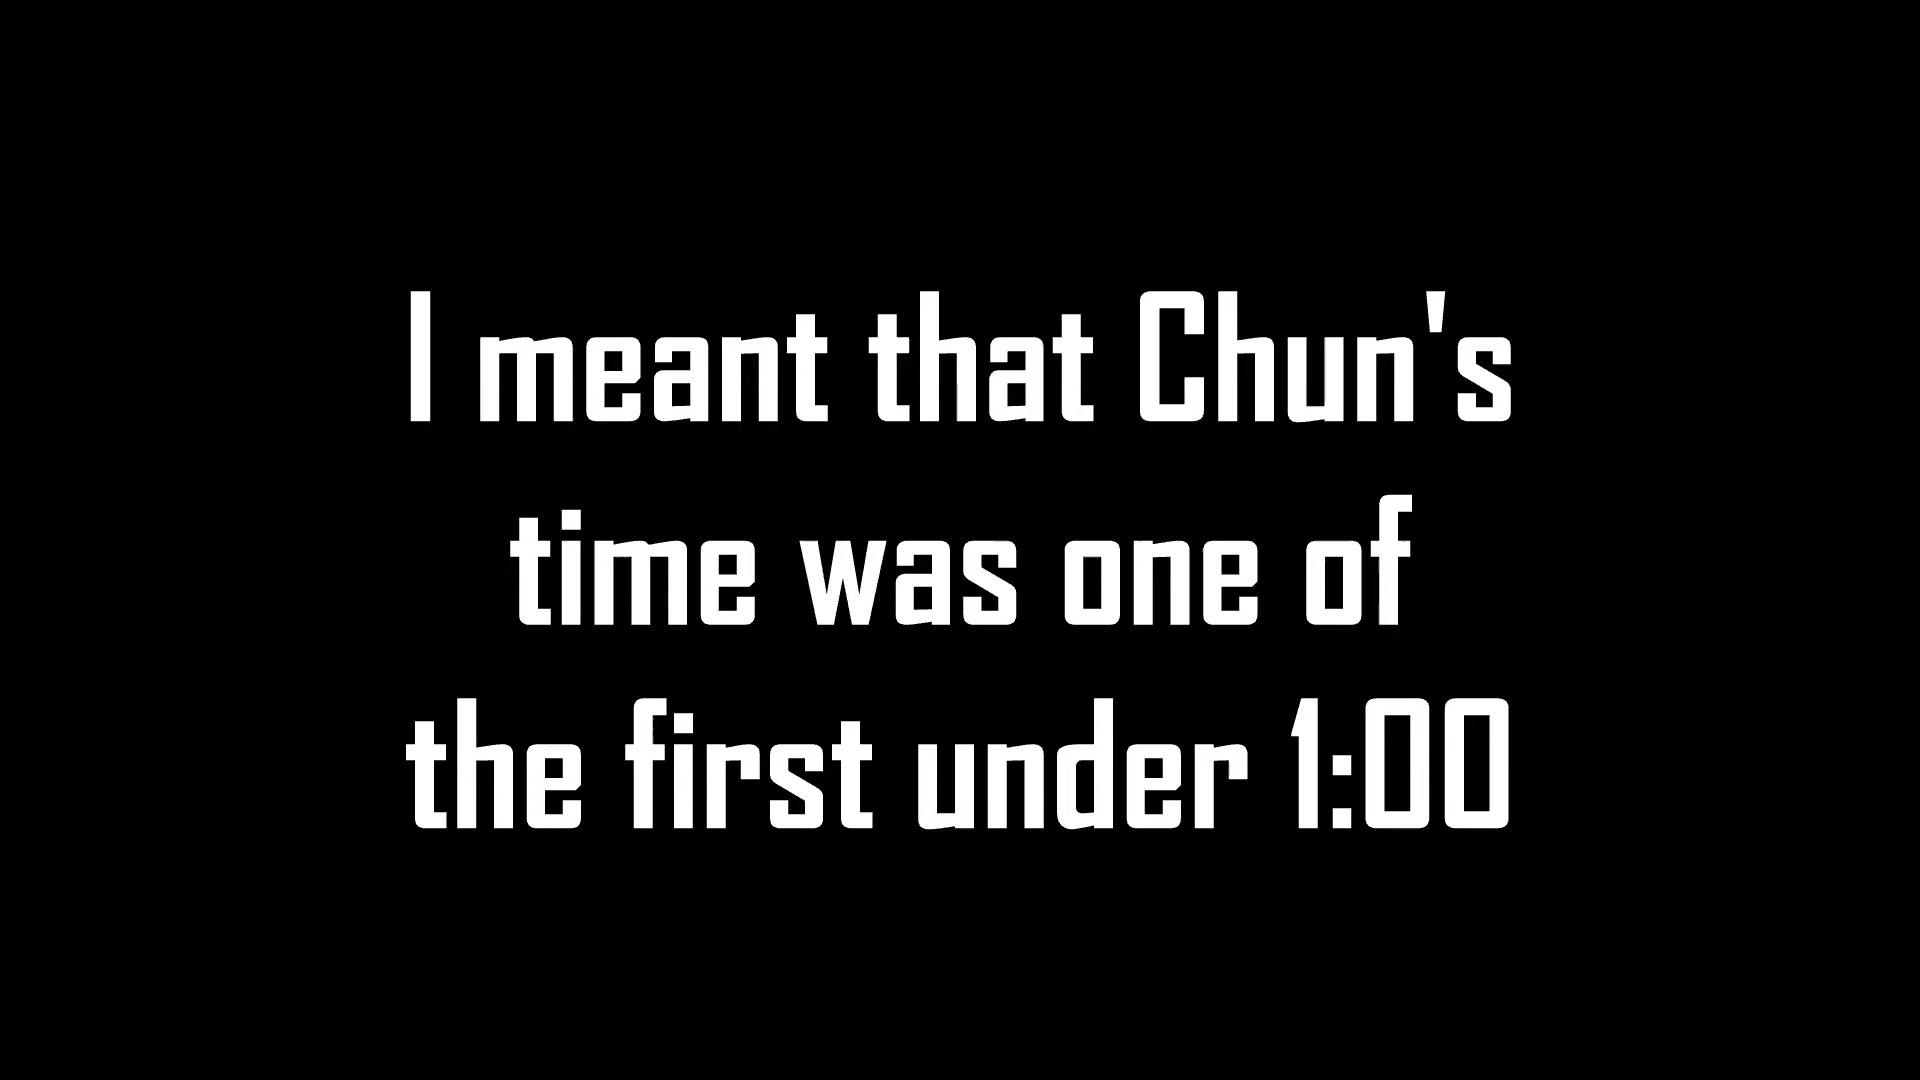 I meant that Chun's
time was one of
the first under 1:00